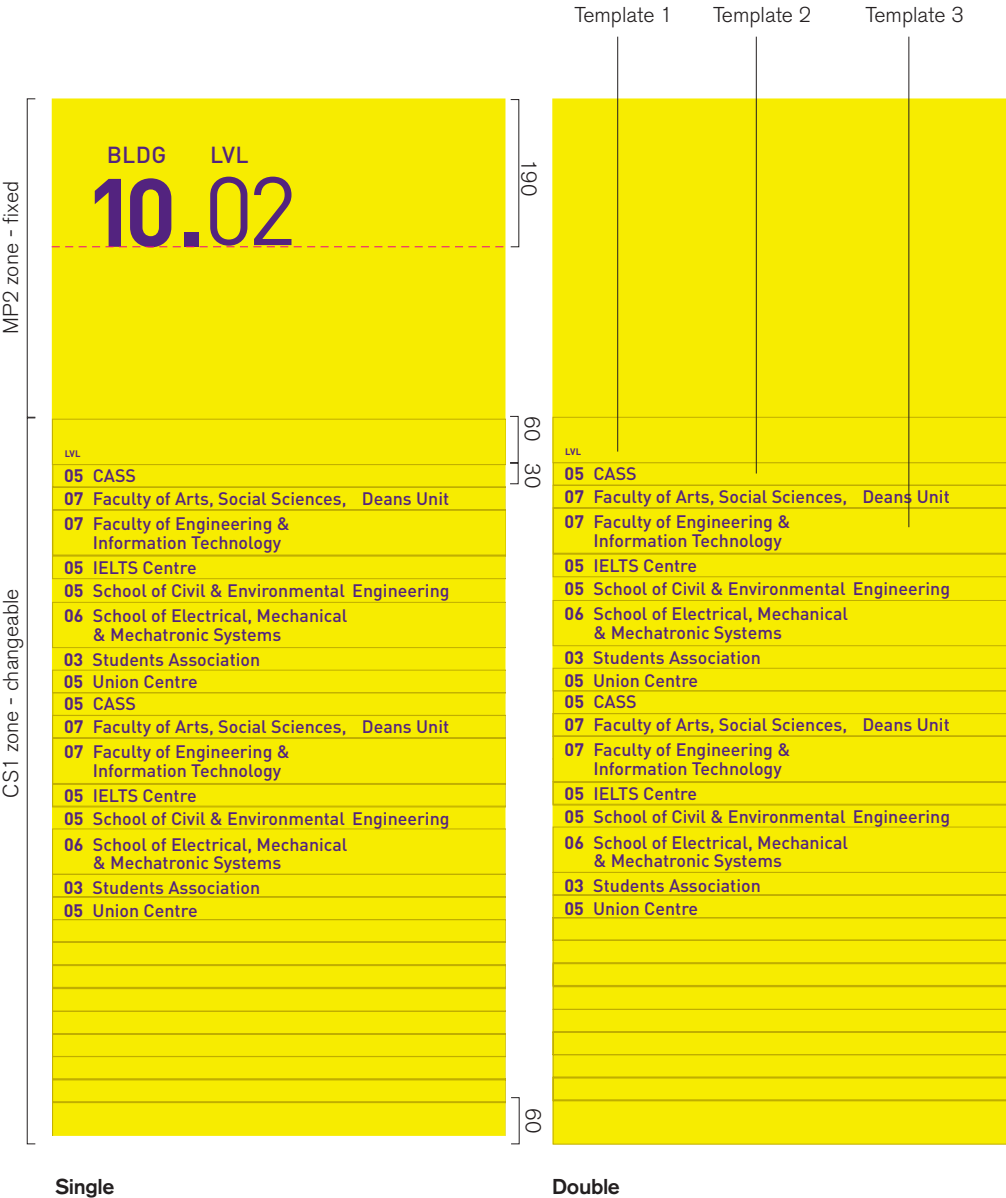 Template 1 Template 2 Template 3
MP2 zone - fixed
BLDG LVL
10.02
190
CS1 zone - changeable
60
30
LVL
05 CASS
07 Faculty of Arts, Social Sciences, Deans Unit
07 Faculty of Engineering &
Information Technology
05 IELTS Centre
05 School of Civil & Environmental Engineering
06 School of Electrical, Mechanical
& Mechatronic Systems
03 Students Association
05 Union Centre
05 CASS
07 Faculty of Arts, Social Sciences, Deans Unit
07 Faculty of Engineering &
Information Technology
05 IELTS Centre
05 School of Civil & Environmental Engineering
06 School of Electrical, Mechanical
& Mechatronic Systems
03 Students Association
05 Union Centre
60
Single
LVL
05 CASS
07 Faculty of Arts, Social Sciences, Deans Unit
07 Faculty of Engineering &
Information Technology
05 IELTS Centre
05 School of Civil & Environmental Engineering
06 School of Electrical, Mechanical
& Mechatronic Systems
03 Students Association
05 Union Centre
05 CASS
07 Faculty of Arts, Social Sciences, Deans Unit
07 Faculty of Engineering &
Information Technology
05 IELTS Centre
05 School of Civil & Environmental Engineering
06 School of Electrical, Mechanical
& Mechatronic Systems
03 Students Association
05 Union Centre
Double